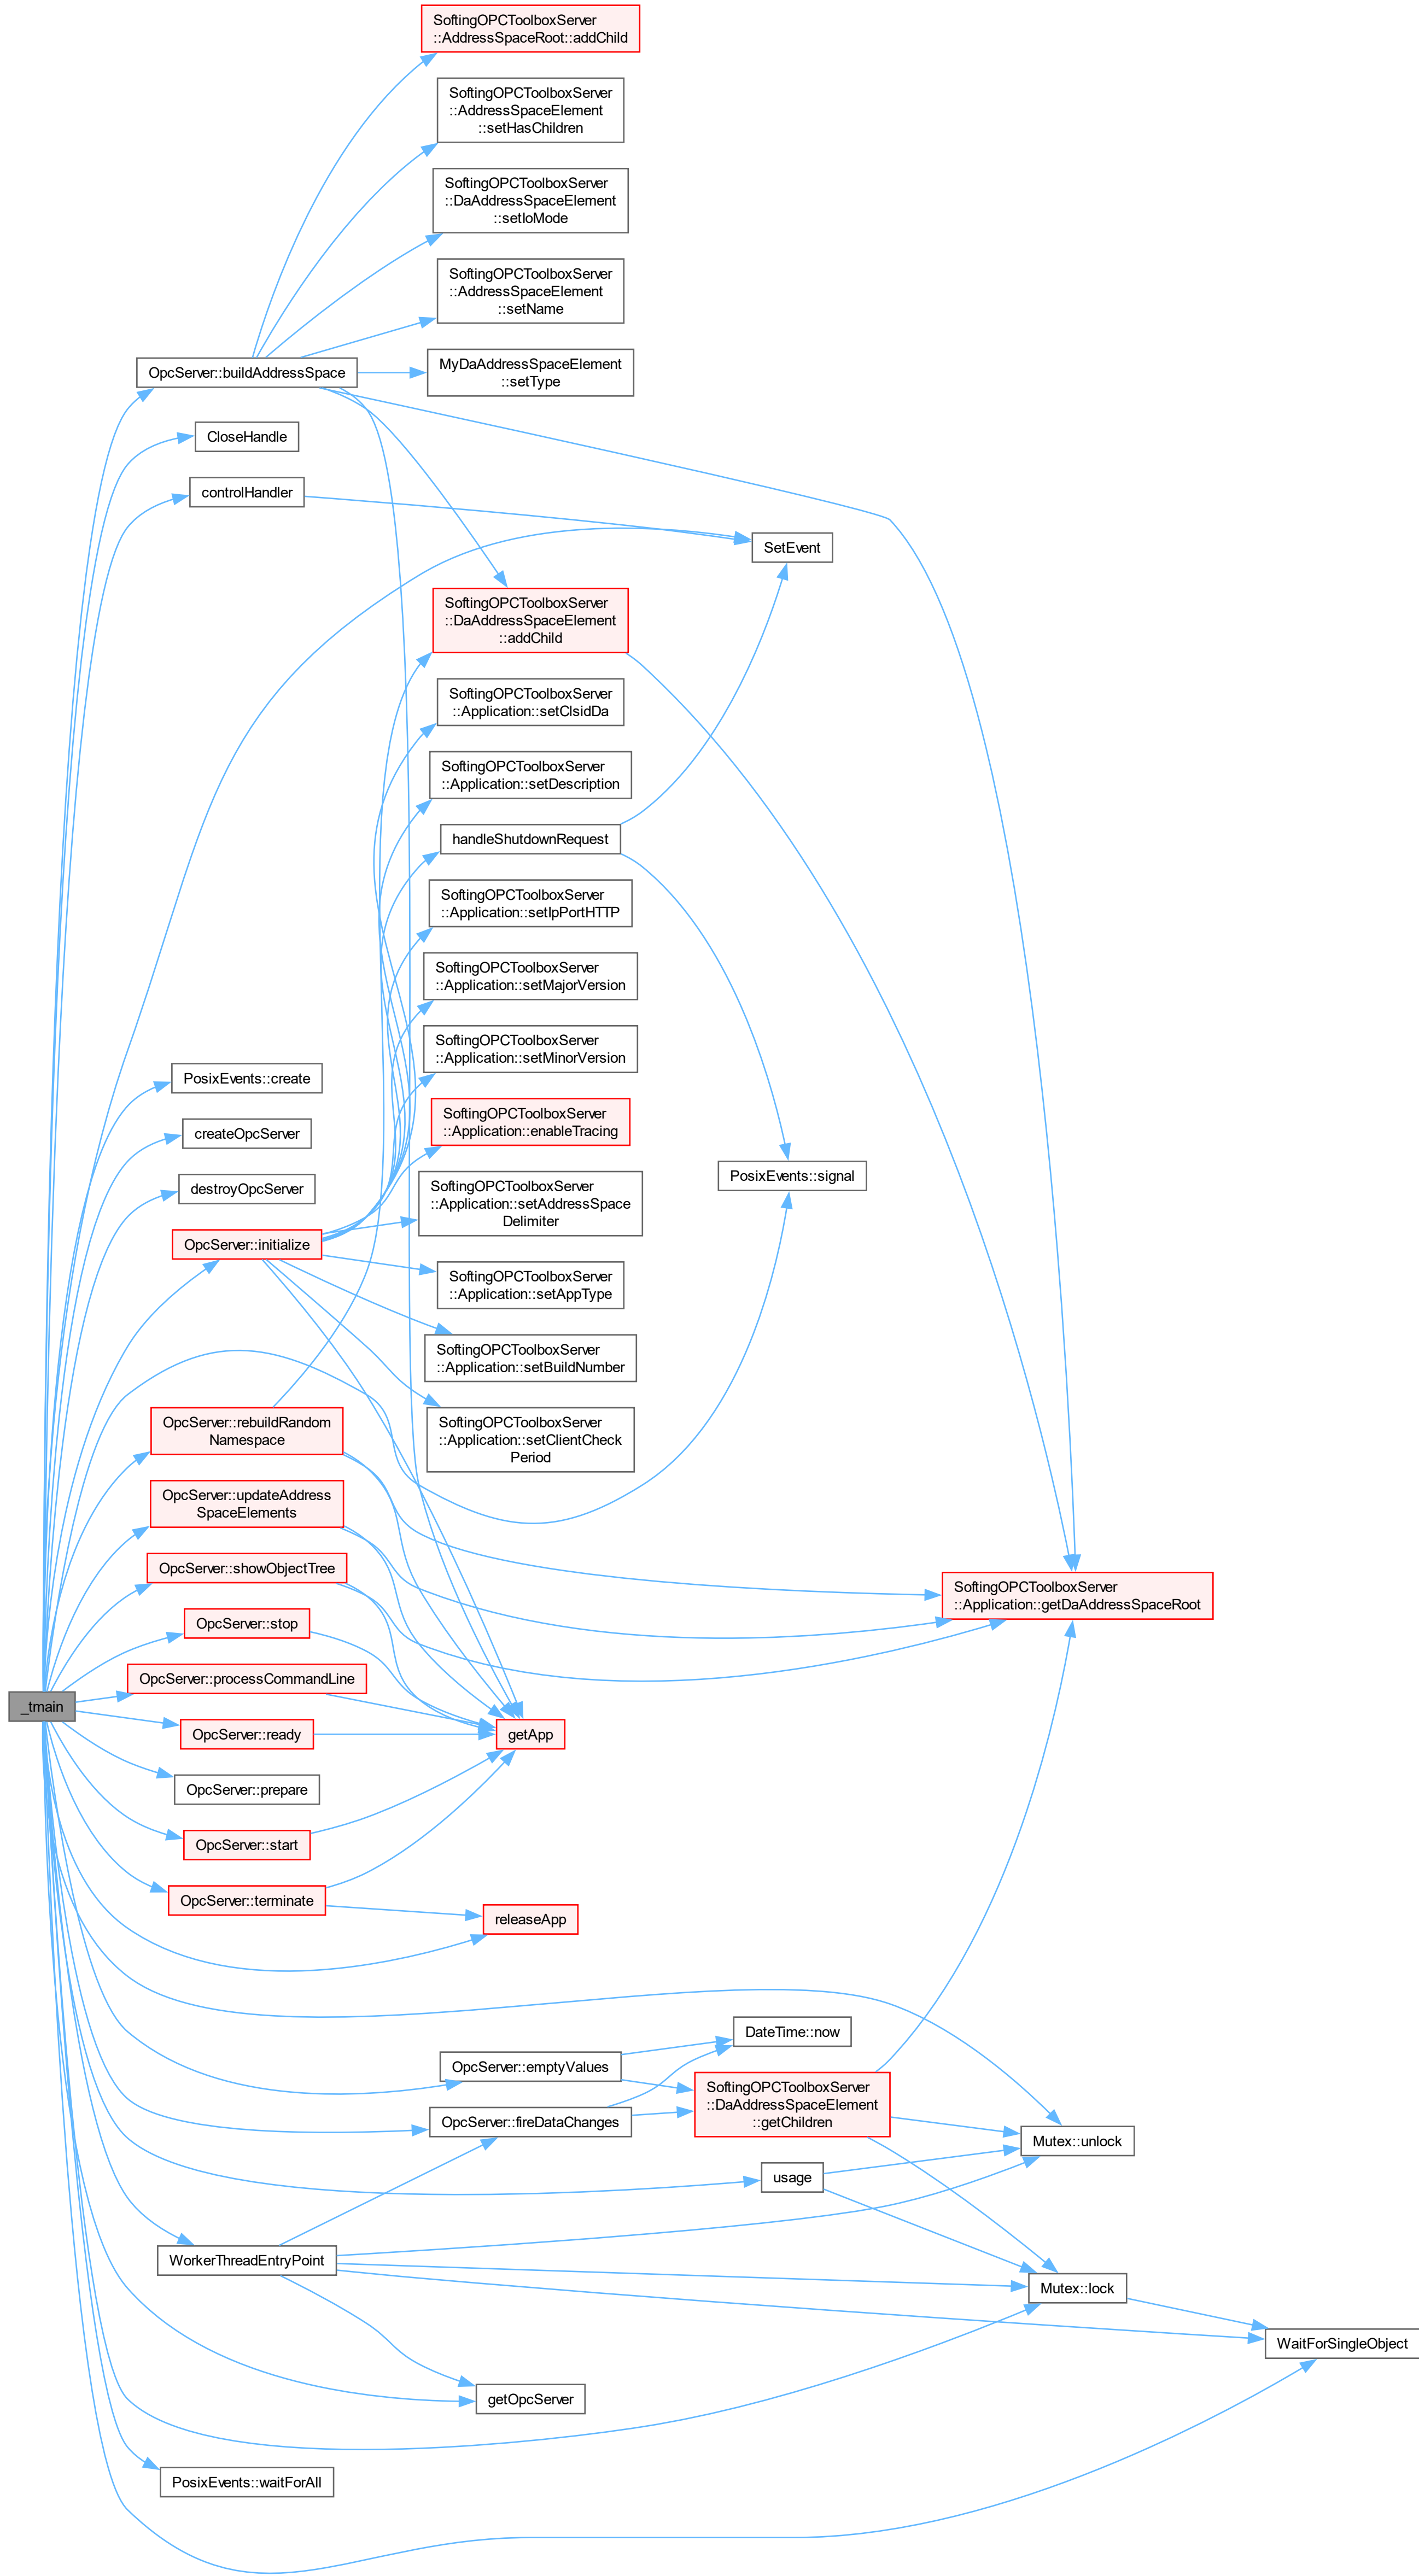 SoftingOPCToolboxServer
::AddressSpaceRoot::addChild
SoftingOPCToolboxServer
::AddressSpaceElement
::setHasChildren
SoftingOPCToolboxServer
::DaAddressSpaceElement
::setIoMode
SoftingOPCToolboxServer
::AddressSpaceElement
::setName
OpcServer::buildAddressSpace
MyDaAddressSpaceElement
::setType
CloseHandle
controlHandler
SetEvent
SoftingOPCToolboxServer
::DaAddressSpaceElement
::addChild
SoftingOPCToolboxServer
::Application::setClsidDa
SoftingOPCToolboxServer
::Application::setDescription
handleShutdownRequest
SoftingOPCToolboxServer
::Application::setIpPortHTTP
SoftingOPCToolboxServer
::Application::setMajorVersion
SoftingOPCToolboxServer
::Application::setMinorVersion
PosixEvents::create
SoftingOPCToolboxServer
::Application::enableTracing
createOpcServer
PosixEvents::signal
destroyOpcServer
SoftingOPCToolboxServer
::Application::setAddressSpace
Delimiter
OpcServer::initialize
SoftingOPCToolboxServer
::Application::setAppType
SoftingOPCToolboxServer
::Application::setBuildNumber
OpcServer::rebuildRandom
Namespace
SoftingOPCToolboxServer
::Application::setClientCheck
Period
OpcServer::updateAddress
SpaceElements
OpcServer::showObjectTree
SoftingOPCToolboxServer
::Application::getDaAddressSpaceRoot
OpcServer::stop
OpcServer::processCommandLine
_tmain
OpcServer::ready
getApp
OpcServer::prepare
OpcServer::start
OpcServer::terminate
releaseApp
DateTime::now
OpcServer::emptyValues
SoftingOPCToolboxServer
::DaAddressSpaceElement
::getChildren
OpcServer::fireDataChanges
Mutex::unlock
usage
WorkerThreadEntryPoint
Mutex::lock
WaitForSingleObject
getOpcServer
PosixEvents::waitForAll